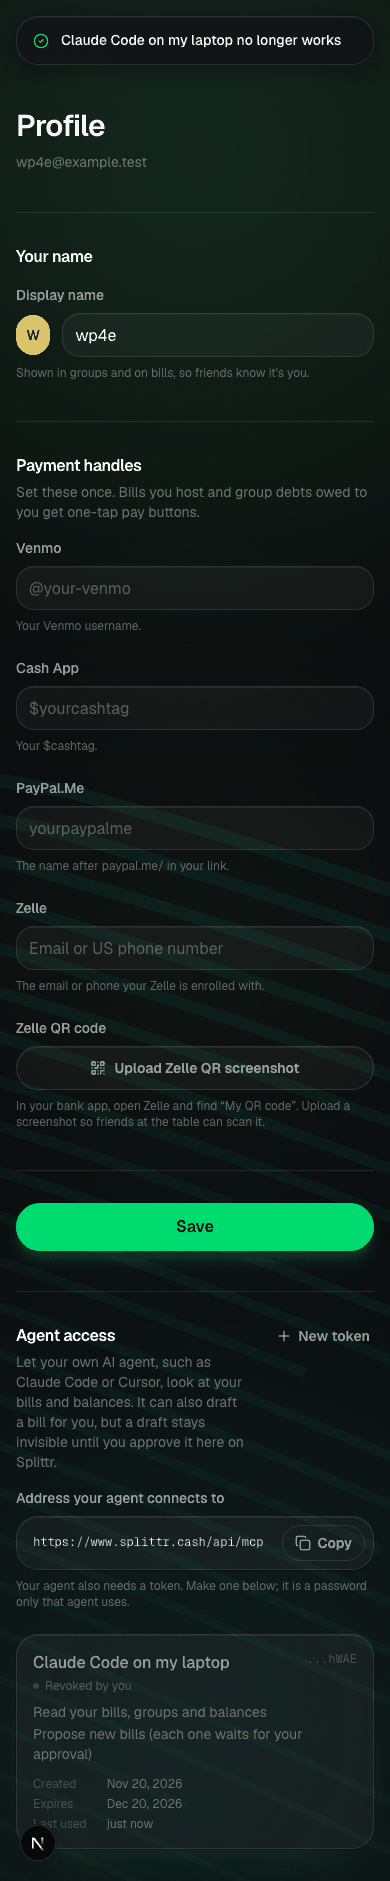 Claude Code on my laptop no longer works
Profile
wp4e@example.test
Your name
Display name
W
wp4e
Shown in groups and on bills, so friends know it's you.
Payment handles
Set these once. Bills you host and group debts owed to
you get one-tap pay buttons.
Venmo
@your-venmo
Your Venmo username.
Cash App
$yourcashtag
Your $cashtag.
PayPal.Me
yourpaypalme
The name after paypal.me/ in your link.
Zelle
Email or US phone number
The email or phone your Zelle is enrolled with.
Zelle QR code
Upload Zelle QR screenshot
In your bank app, open Zelle and find “My QR code”. Upload a
screenshot so friends at the table can scan it.
Save
Agent access
New token
Let your own AI agent, such as
Claude Code or Cursor, look at your
bills and balances. It can also draft
a bill for you, but a draft stays
invisible until you approve it here on
Splittr.
Address your agent connects to
https://www.splittr.cash/api/mcp
Copy
Your agent also needs a token. Make one below; it is a password
only that agent uses.
Claude Code on my laptop
...hWAE
Revoked by you
Read your bills, groups and balances
Propose new bills (each one waits for your
approval)
Created Nov 20, 2026
Expires Dec 20, 2026
Last used just now
N